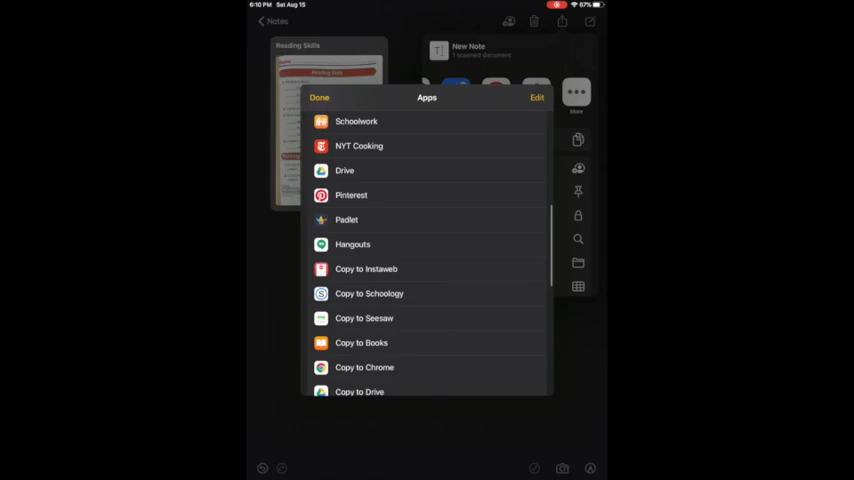 6:10 PM Sat Aug 15
67%
Notes
Reading Skills
New Note
1 scanned document
More
Done
Apps
Edit
Schoolwork
NYT Cooking
Drive
Pinterest
Padlet
Hangouts
Copy to Instaweb
Copy to Schoology
Copy to Seesaw
Copy to Books
Copy to Chrome
Copy to Drive